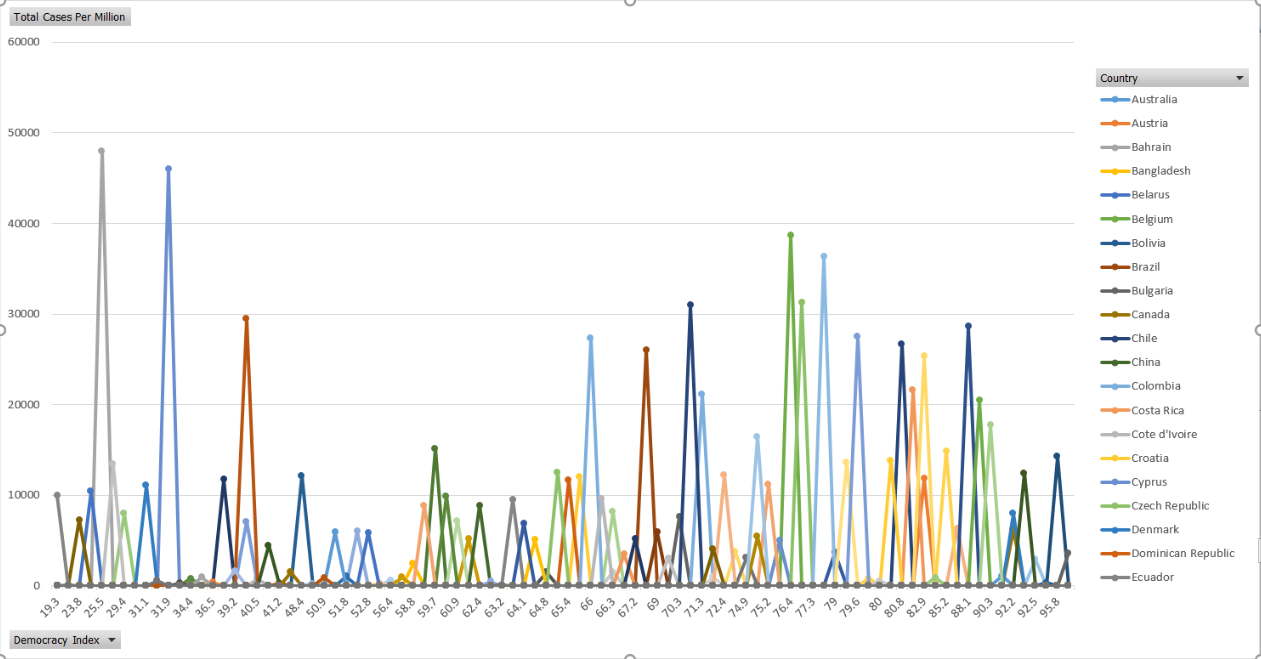 Total Cases Per Million
60000
50000
40000
30000
20000
10000
0
19.3 23.8 25.5 29.4 31.1 31.9 34.4 36.5 39.2 40.5 41.2 48.4 50.9 51.8 52.8 56.4 58.8 59.7 60.9 62.4 63.2 64.1 64.8 65.4 66 66.3 67.2 69 70.3 71.3 72.4 74.9 75.2 76.4 77.3 79 79.6 80 80.8 82.9 85.2 88.1 90.3 92.2 92.5 95.8
Democracy Index
Country
Australia
Austria
Bahrain
Bangladesh
Belarus
Belgium
Bolivia
Brazil
Bulgaria
Canada
Chile
China
Colombia
Costa Rica
Cote d'Ivoire
Croatia
Cyprus
Czech Republic
Denmark
Dominican Republic
Ecuador